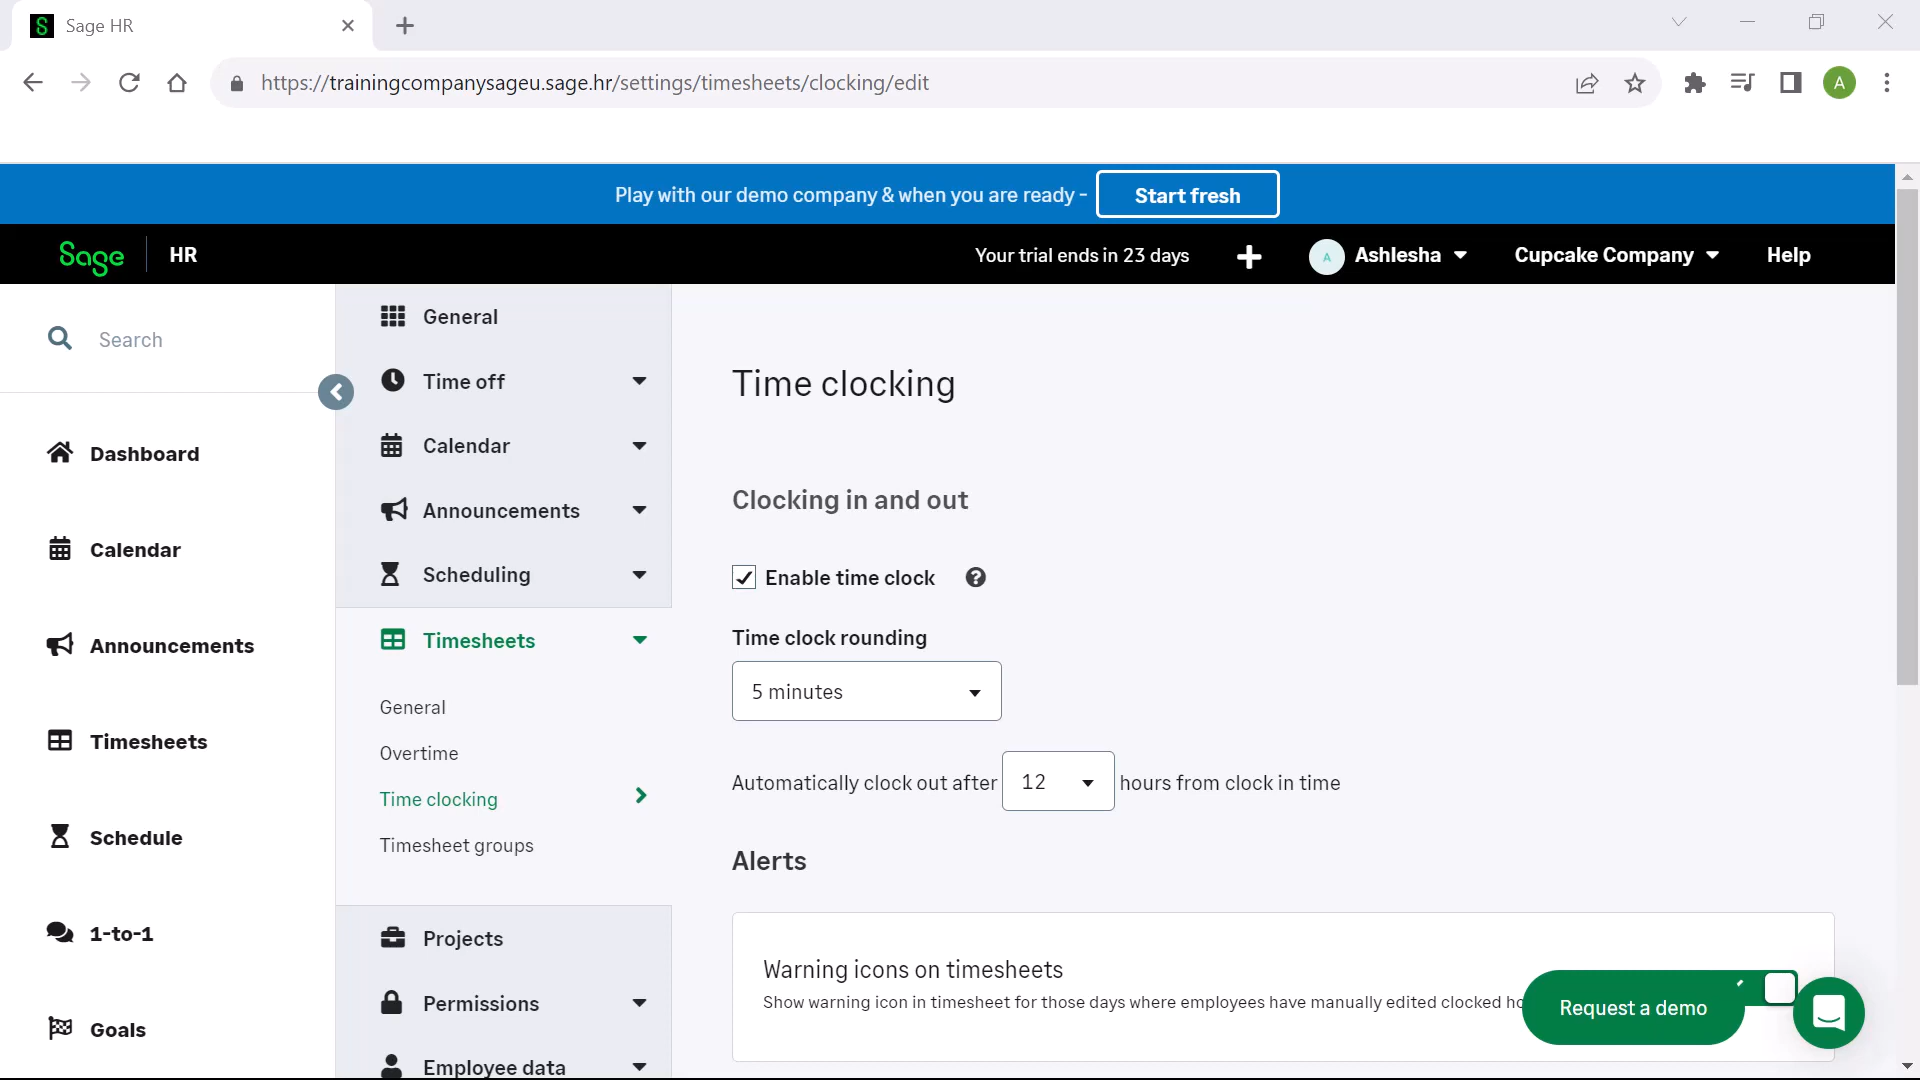 Sage HR
https://trainingcompanysageu.sage.hr/settings/timesheets/clocking/edit
A
Play with our demo company & when you are ready -
Start fresh
Sage
HR
Your trial ends in 23 days
A
Ashlesha
Cupcake Company
Help
Search
Dashboard
Calendar
Announcements
Timesheets
Schedule
1-to-1
Goals
General
Time off
Calendar
Announcements
Scheduling
Timesheets
General
Overtime
Time clocking
Timesheet groups
Projects
Permissions
Employee data
Time clocking
Clocking in and out
Enable time clock
Time clock rounding
5 minutes
Automatically clock out after 12 hours from clock in time
Alerts
Warning icons on timesheets
Show warning icon in timesheet for those days where employees have manually edited clocked
Request a demo